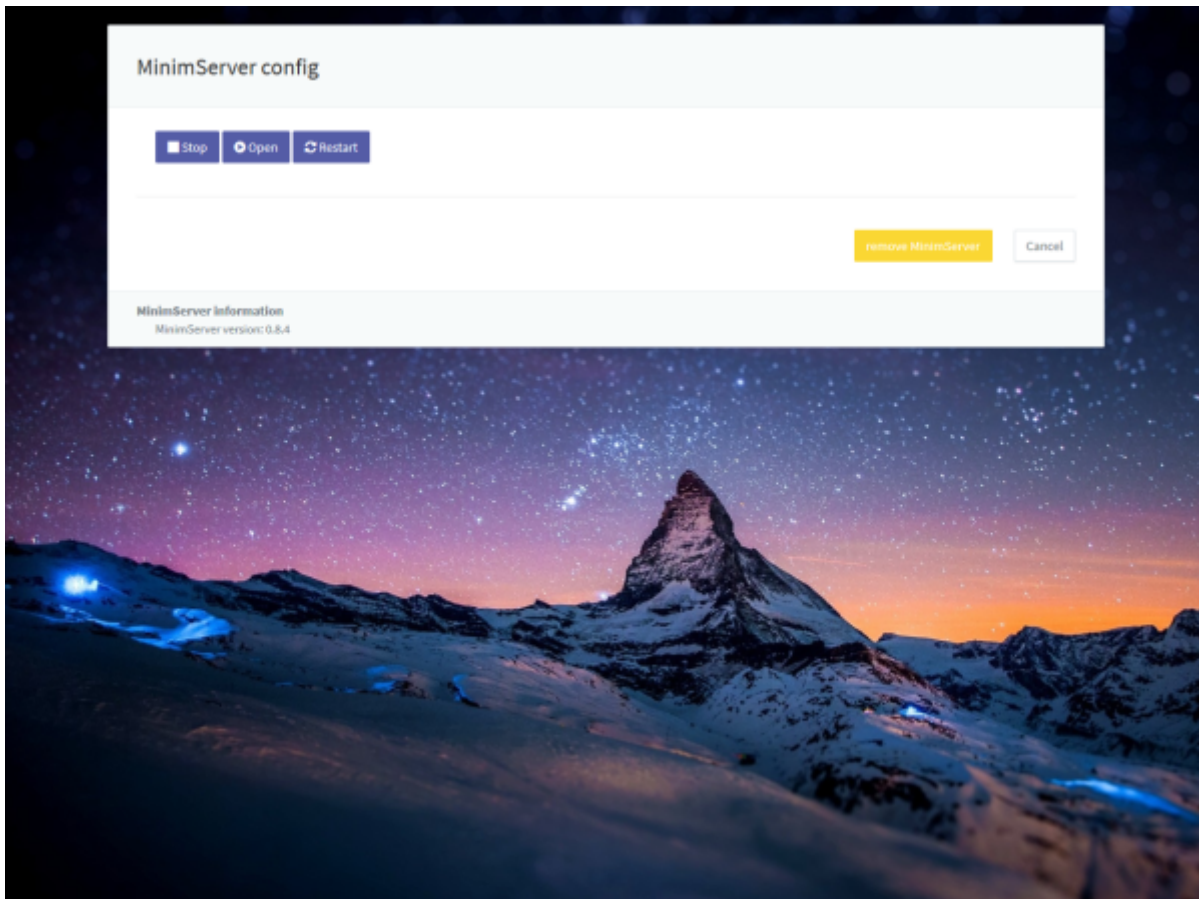 MinimServer config
Stop Open Restart
remove MinimServer Cancel
MinimServer information
MinimServer version: 0.8.4